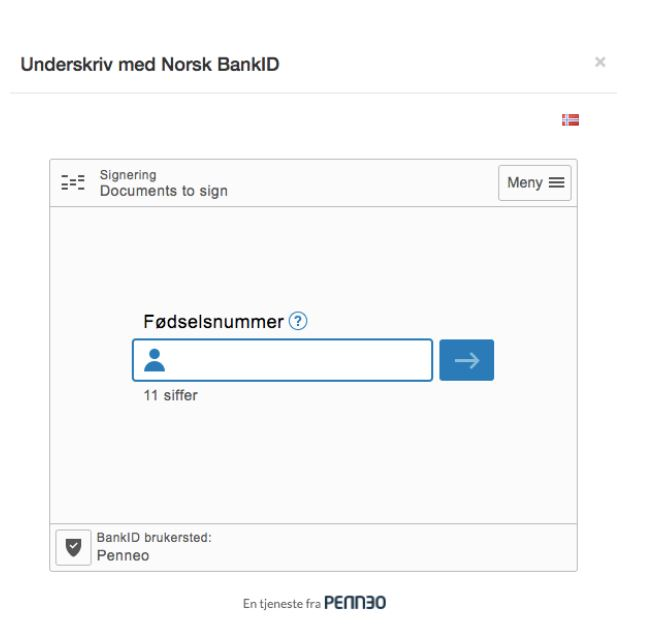 Underskriv med Norsk BankID
×
Signering
Documents to sign
Meny
Fødselsnummer ?
11 siffer
BankID brukersted:
Penneo
En tjeneste fra PENNEO